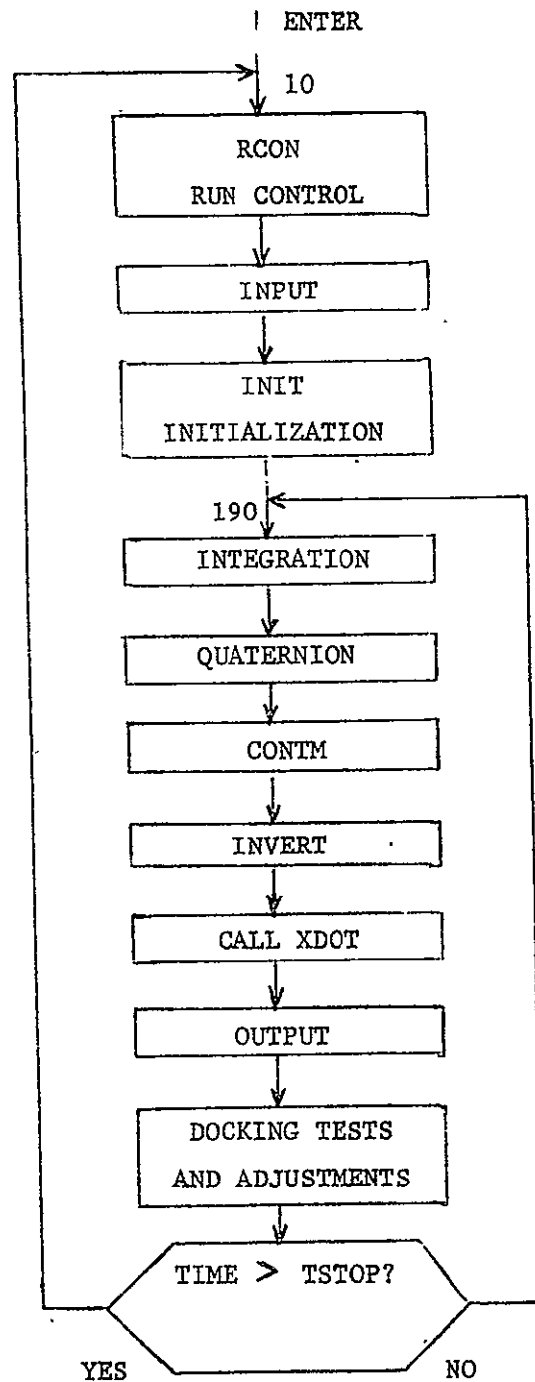 ENTER
10
RCON
RUN CONTROL
INPUT
INIT
INITIALIZATION
190
INTEGRATION
QUATERNION
CONTM
INVERT
CALL XDOT
OUTPUT
DOCKING TESTS
AND ADJUSTMENTS
TIME > TSTOP?
YES
NO